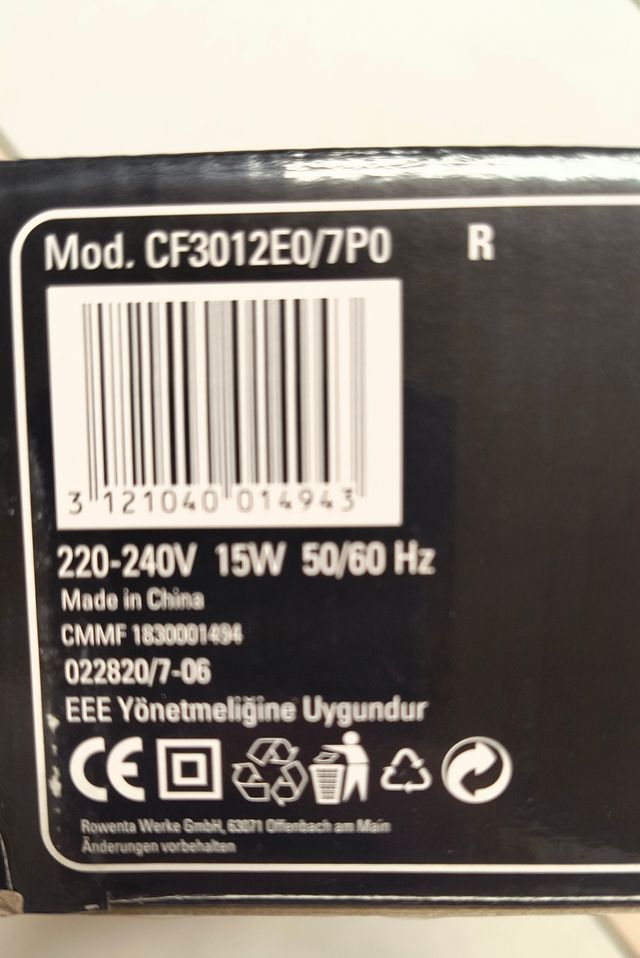 Mod. CF3012E0/7P0 R
3 121040 014943
220-240V 15W 50/60 Hz
Made in China
CMMF 1830001494
022820/7-06
EEE Yönetmeliğine Uygundur
CE
Rowenta Werke GmbH, 63071 Offenbach am Main
Änderungen vorbehalten